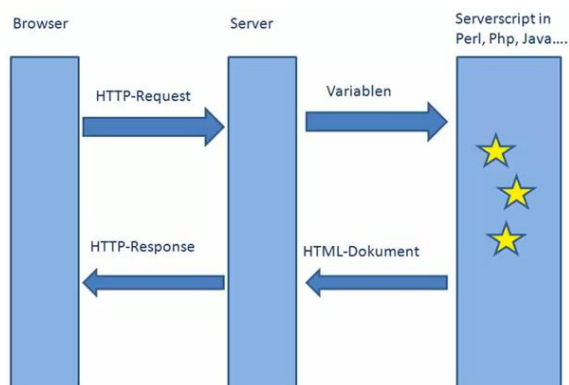 Browser
Server
Serverscript in
Perl, Php, Java....
HTTP-Request
Variablen
HTTP-Response
HTML-Dokument